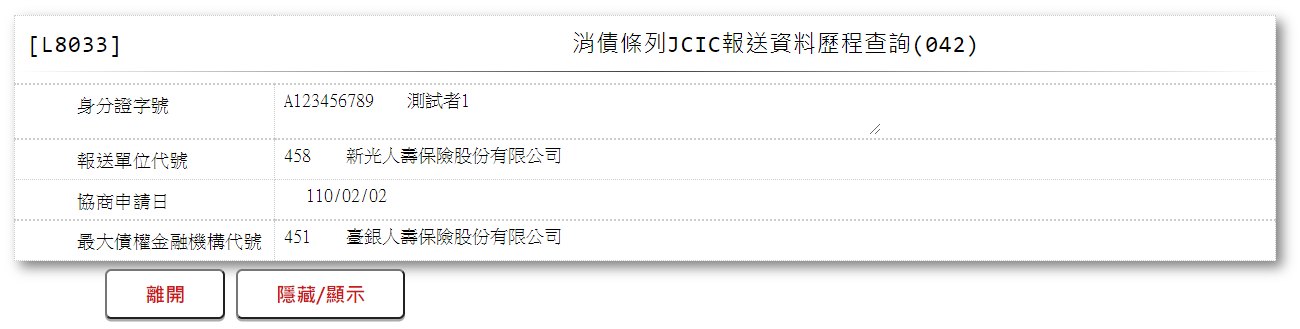 [L8033] 消債條列JCIC報送資料歷程查詢(042)
身分證字號 A123456789 測試者1
報送單位代號 458 新光人壽保險股份有限公司
協商申請日 110/02/02
最大債權金融機構代號 451 臺銀人壽保險股份有限公司
離開 隱藏/顯示